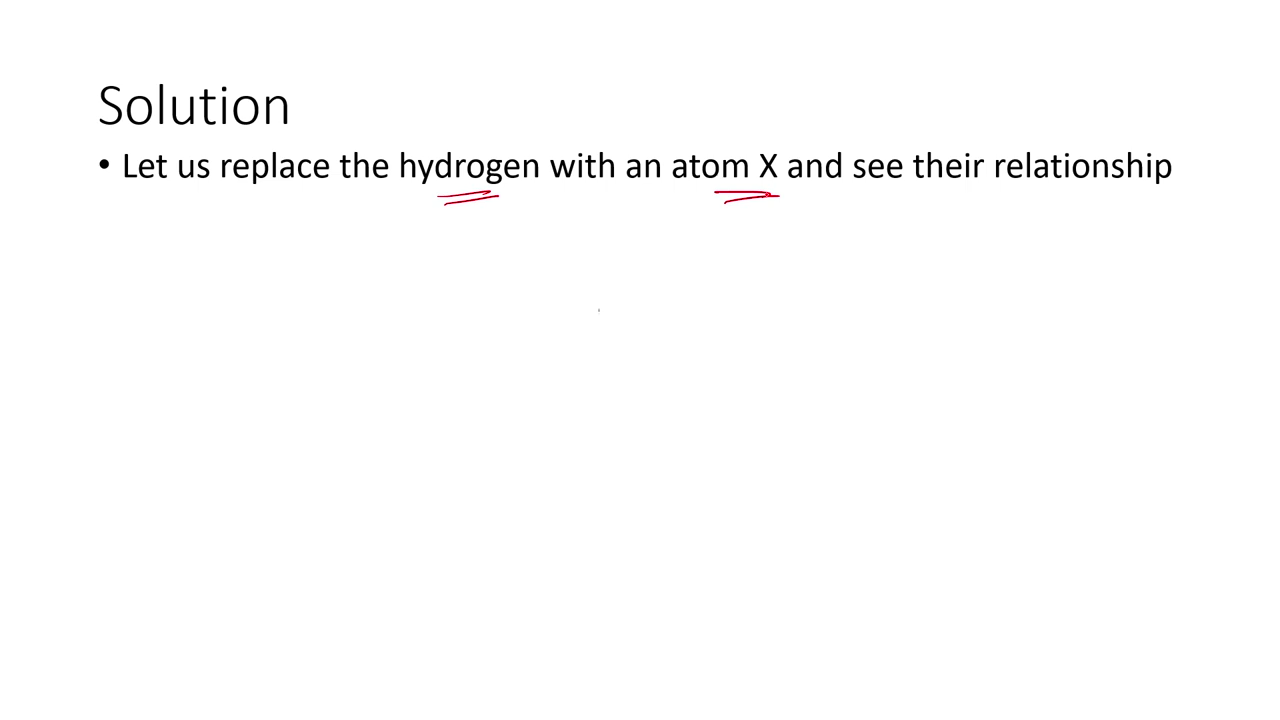 Solution
• Let us replace the hydrogen with an atom X and see their relationship